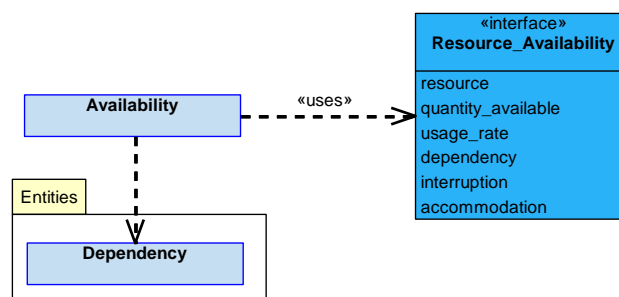 «interface»
Resource_Availability
resource
quantity_available
usage_rate
dependency
interruption
accommodation
Availability
«uses»
Entities
Dependency